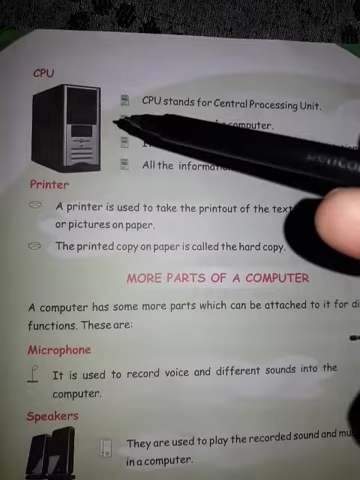 CPU
CPU stands for Central Processing Unit.
computer.
All the
Printer
A printer is used to take the printout of the text
or pictures on paper.
The printed copy on paper is called the hard copy.
MORE PARTS OF A COMPUTER
A computer has some more parts which can be attached to it for
functions. These are:
Microphone
It is used to record voice and different sounds into the
computer.
Speakers
They are used to play the recorded sound and
in a computer.